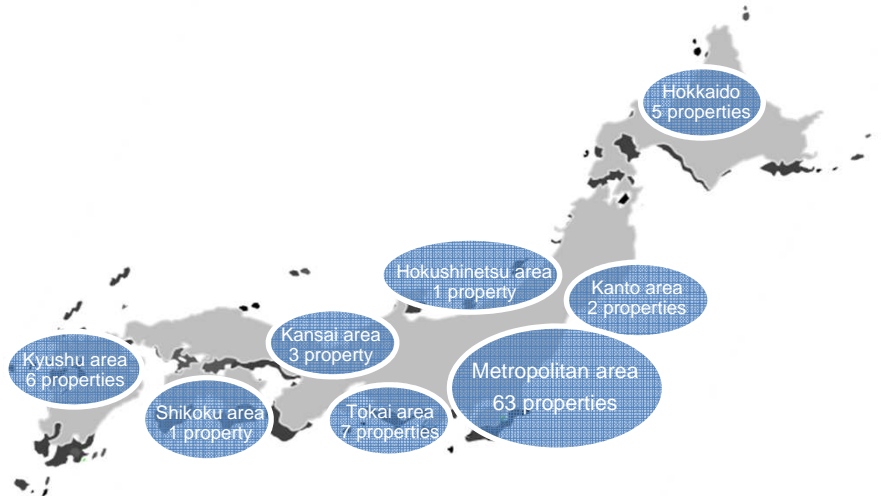 Hokkaido
5 properties
Hokushinetsu area
1 property
Kanto area
2 properties
Kansai area
3 property
Kyushu area
6 properties
Metropolitan area
63 properties
Shikoku area
1 property
Tokai area
7 properties